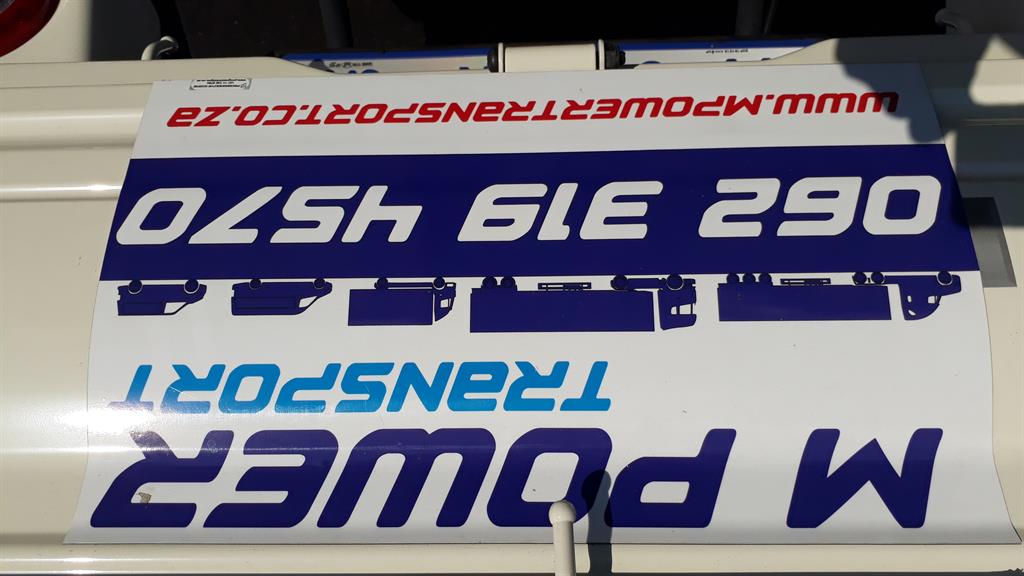 M POWER
TRANSPORT
062 319 4570
www.MPOWERTRANSPORT.CO.Za